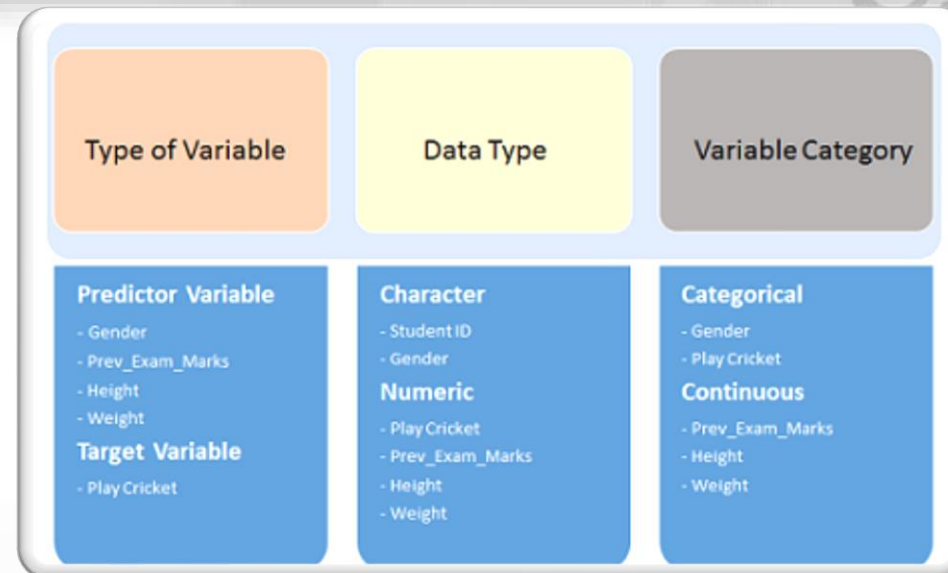 Type of Variable
Data Type
Variable Category
Predictor Variable
- Gender
- Prev_Exam_Marks
- Height
- Weight
Target Variable
- Play Cricket
Character
- Student ID
- Gender
Numeric
- Play Cricket
- Prev_Exam_Marks
- Height
- Weight
Categorical
- Gender
- Play Cricket
Continuous
- Prev_Exam_Marks
- Height
- Weight